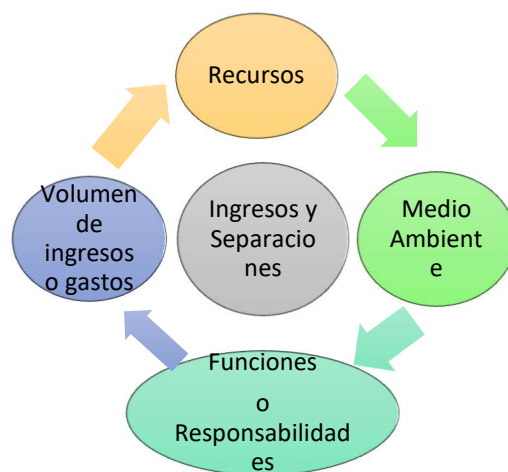 Recursos
Volumen
de
ingresos
o gastos
Ingresos y
Separacio
nes
Medio
Ambient
e
Funciones
o
Responsabilidad
es